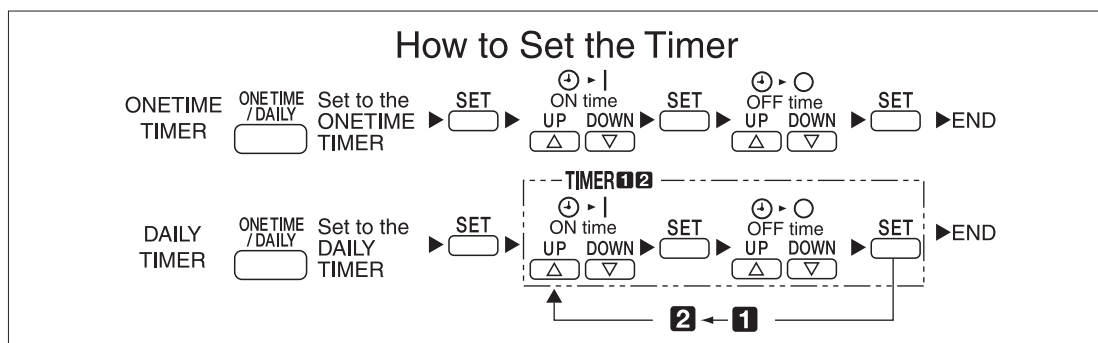 How to Set the Timer
ONETIME TIMER
ONETIME /DAILY
Set to the ONETIME TIMER
SET
ON time
UP DOWN
SET
OFF time
UP DOWN
SET
END
DAILY TIMER
ONETIME /DAILY
Set to the DAILY TIMER
SET
TIMER 1 2
ON time
UP DOWN
SET
OFF time
UP DOWN
SET
END
2 ← 1